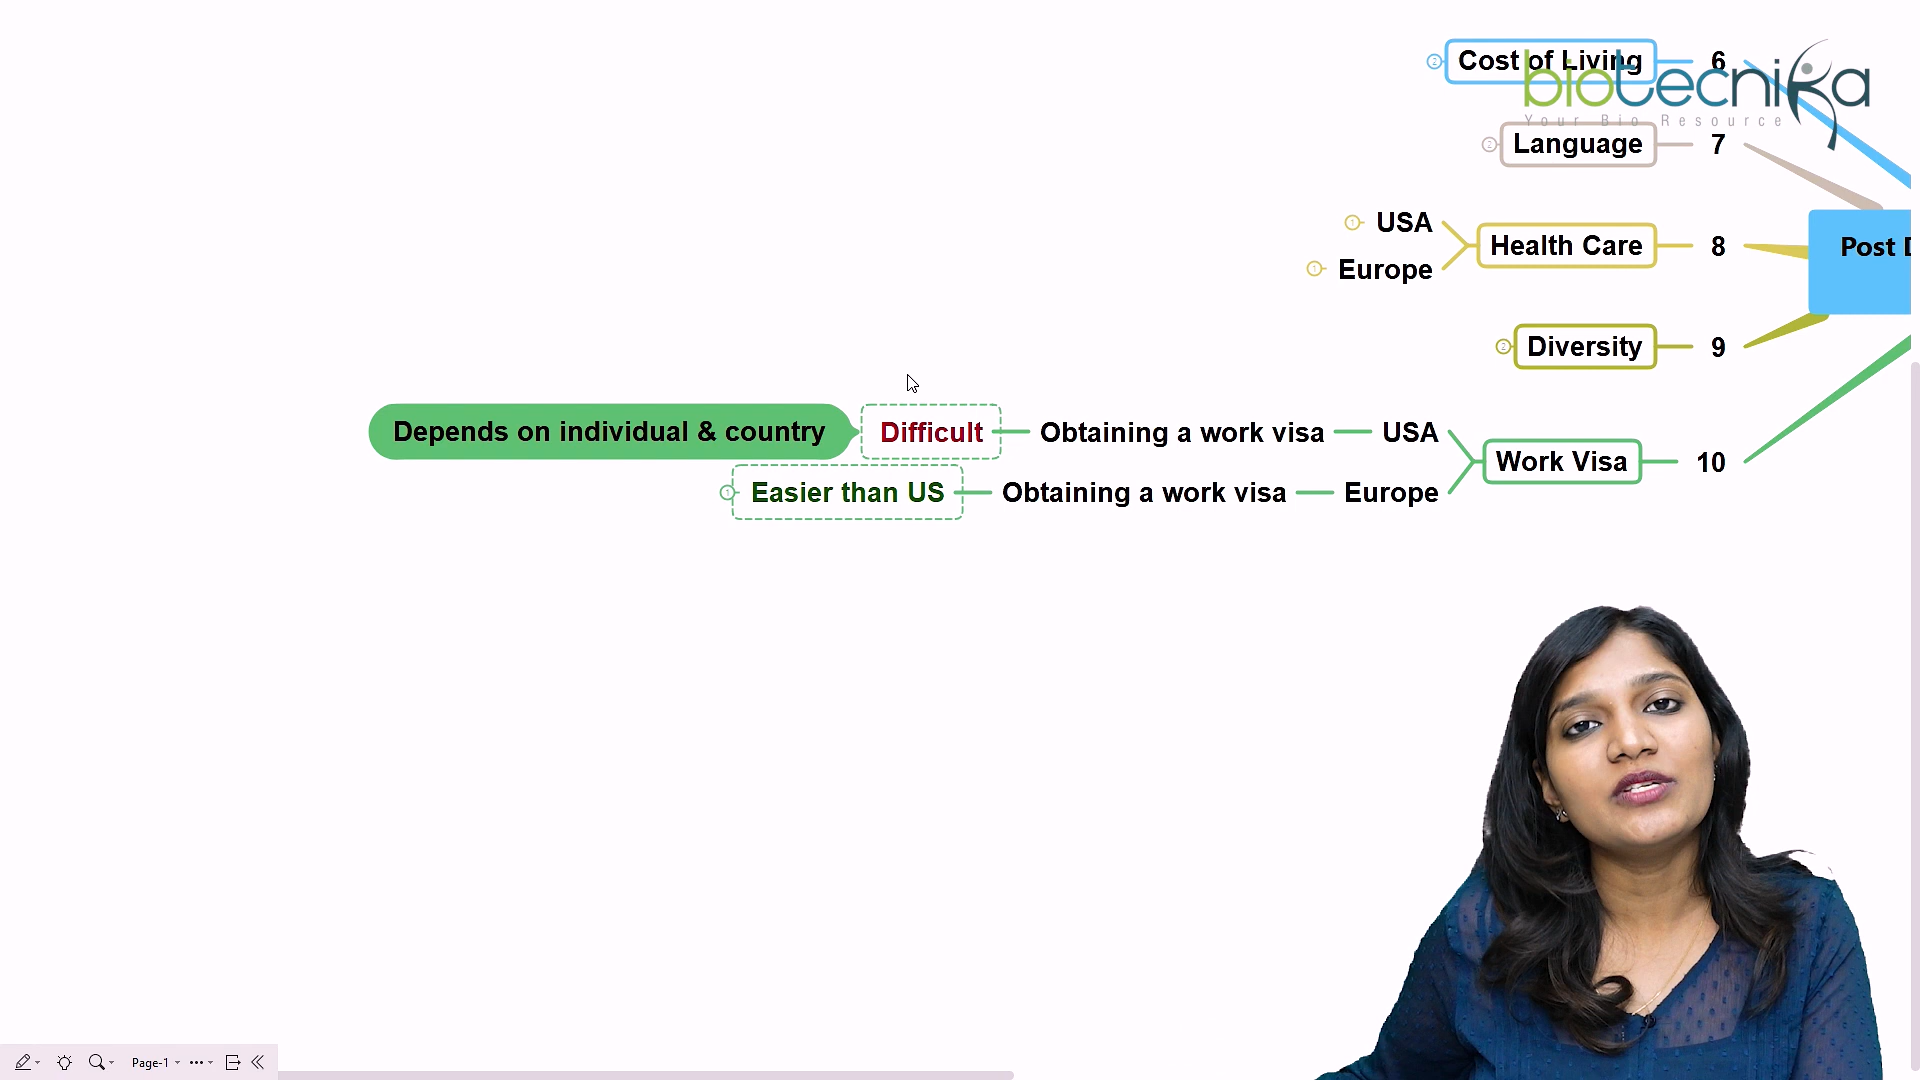 Cost of Living 6
biotecnika
Your Bio Resource
Language 7
USA
Health Care 8
Europe
Post D
Diversity 9
Depends on individual & country Difficult Obtaining a work visa USA
Work Visa 10
Easier than US Obtaining a work visa Europe
Page-1